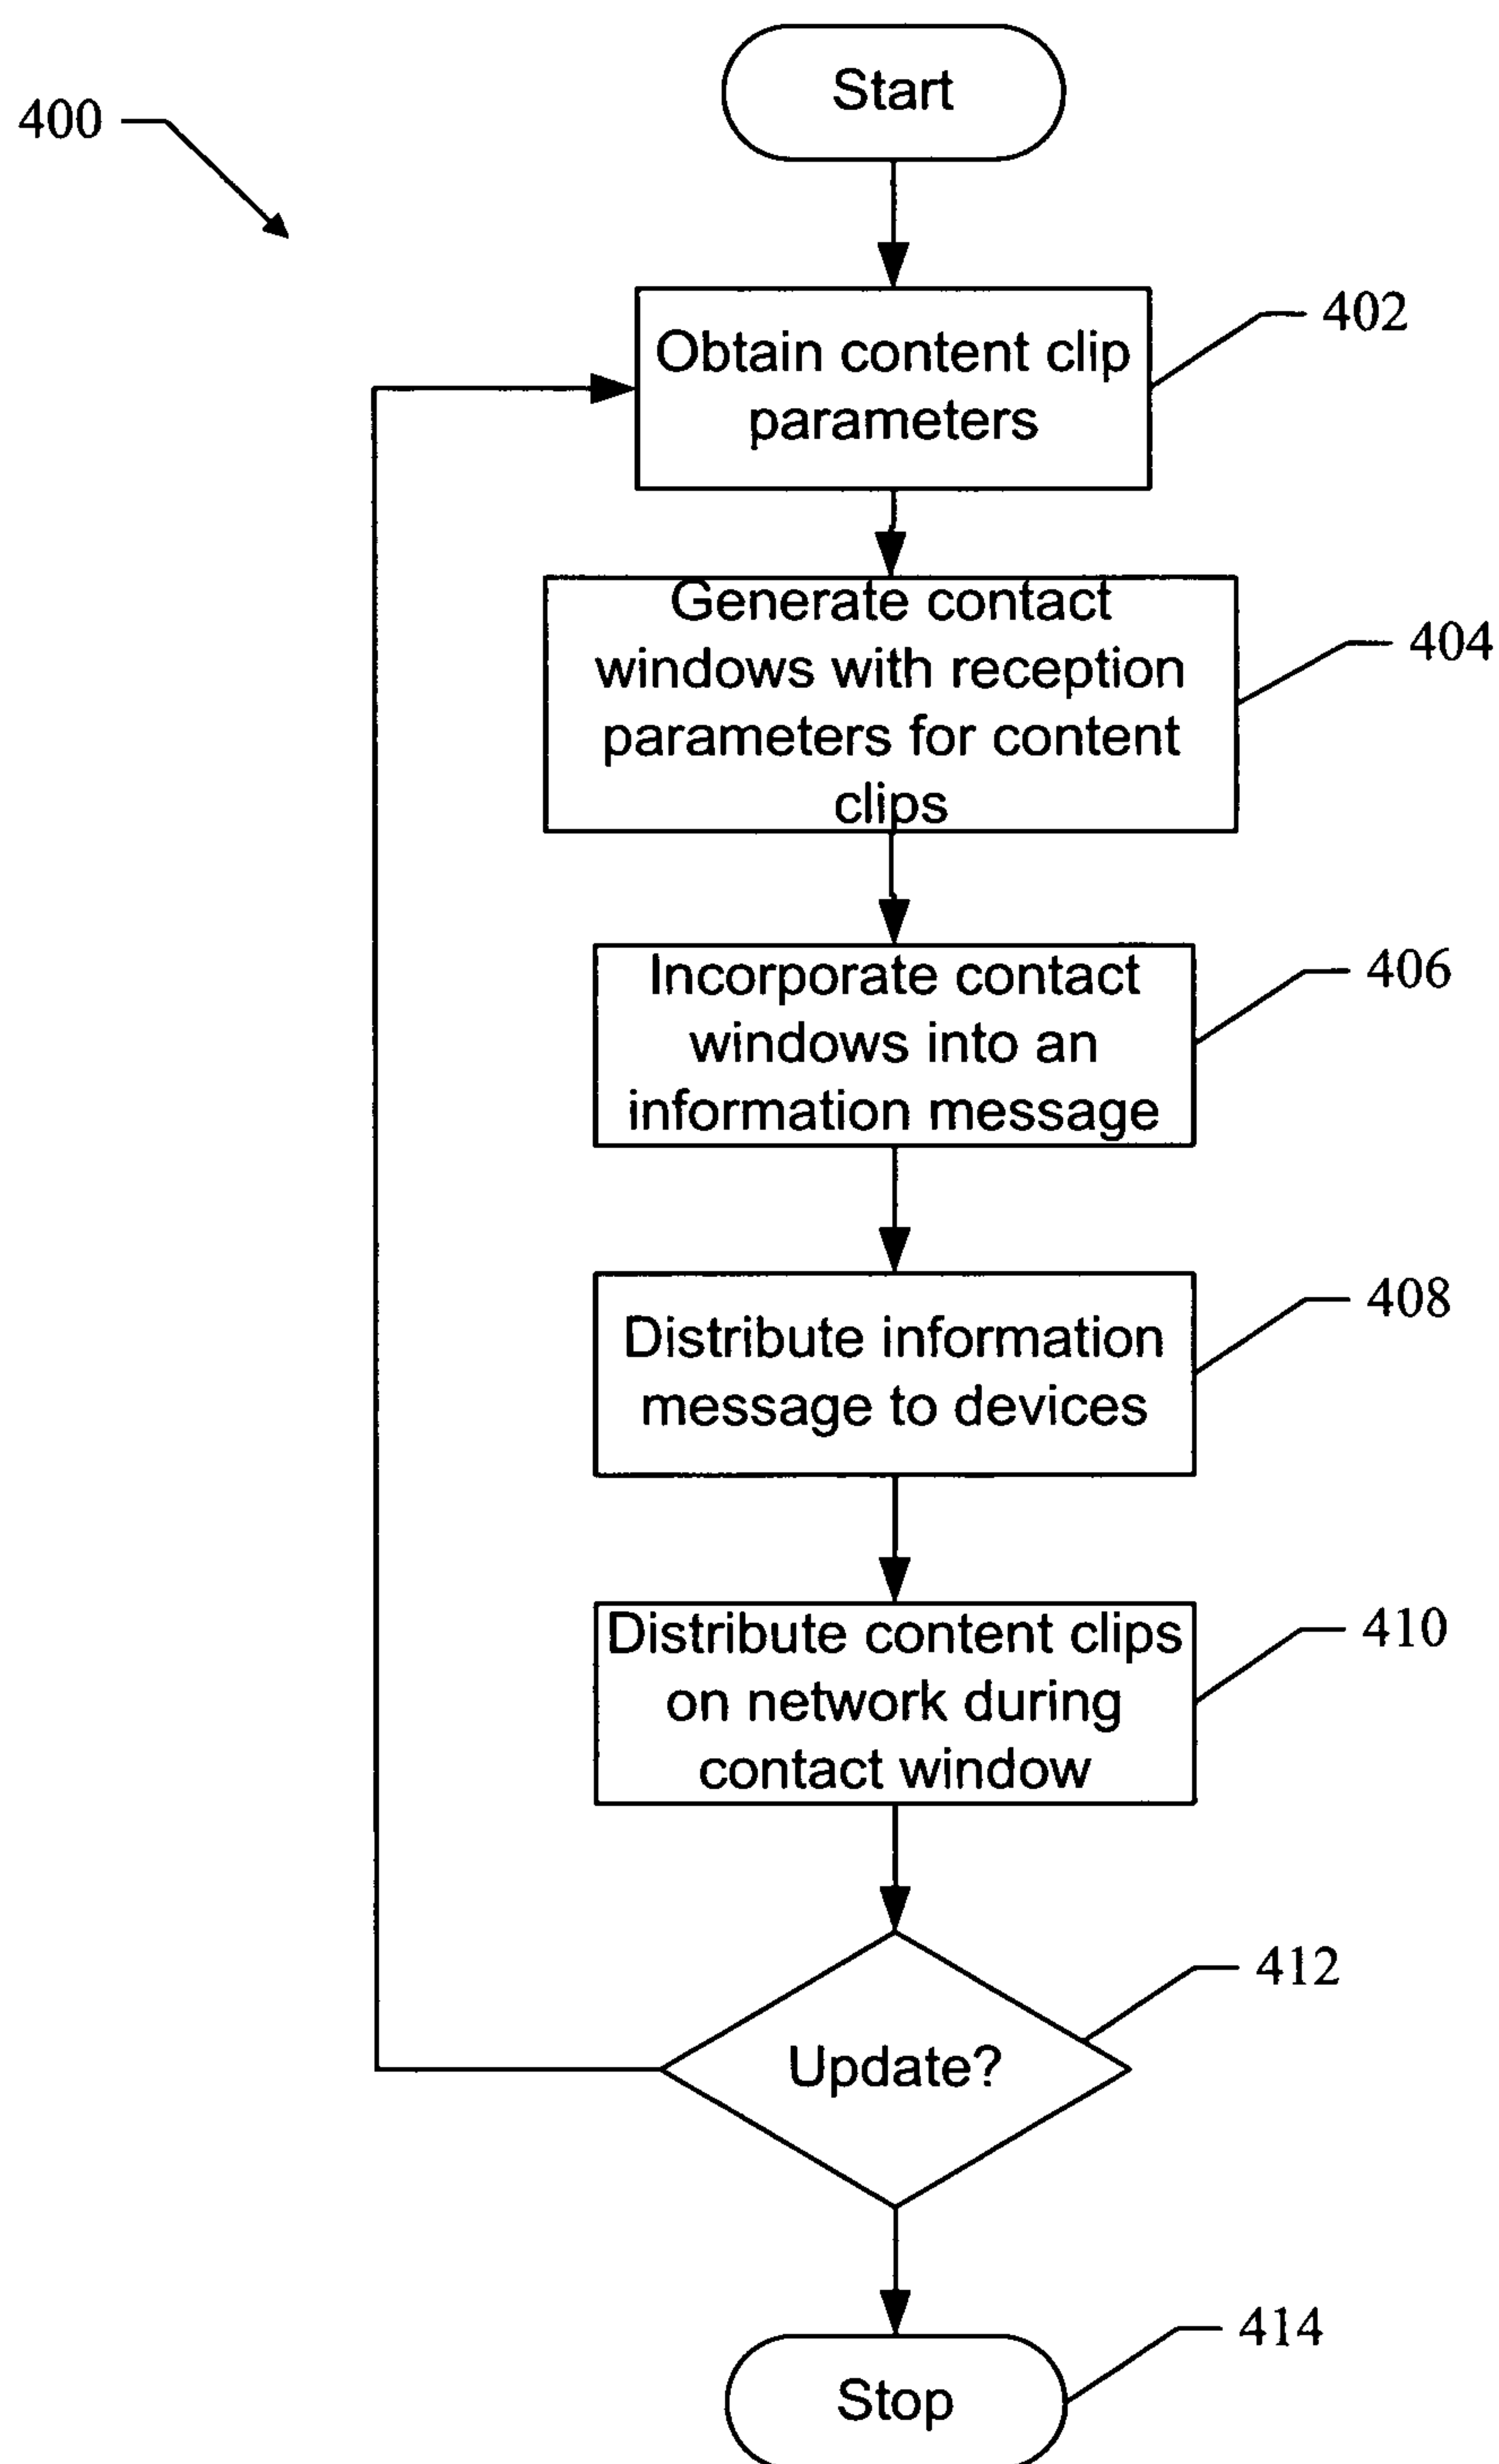 Start
400
402
Obtain content clip
parameters
Generate contact
windows with reception
parameters for content
clips
404
Incorporate contact
windows into an
information message
406
Distribute information
message to devices
408
Distribute content clips
on network during
contact window
410
412
Update?
414
Stop